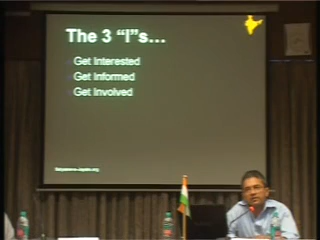 The 3 “I”s...
Get Interested
Get Informed
Get Involved